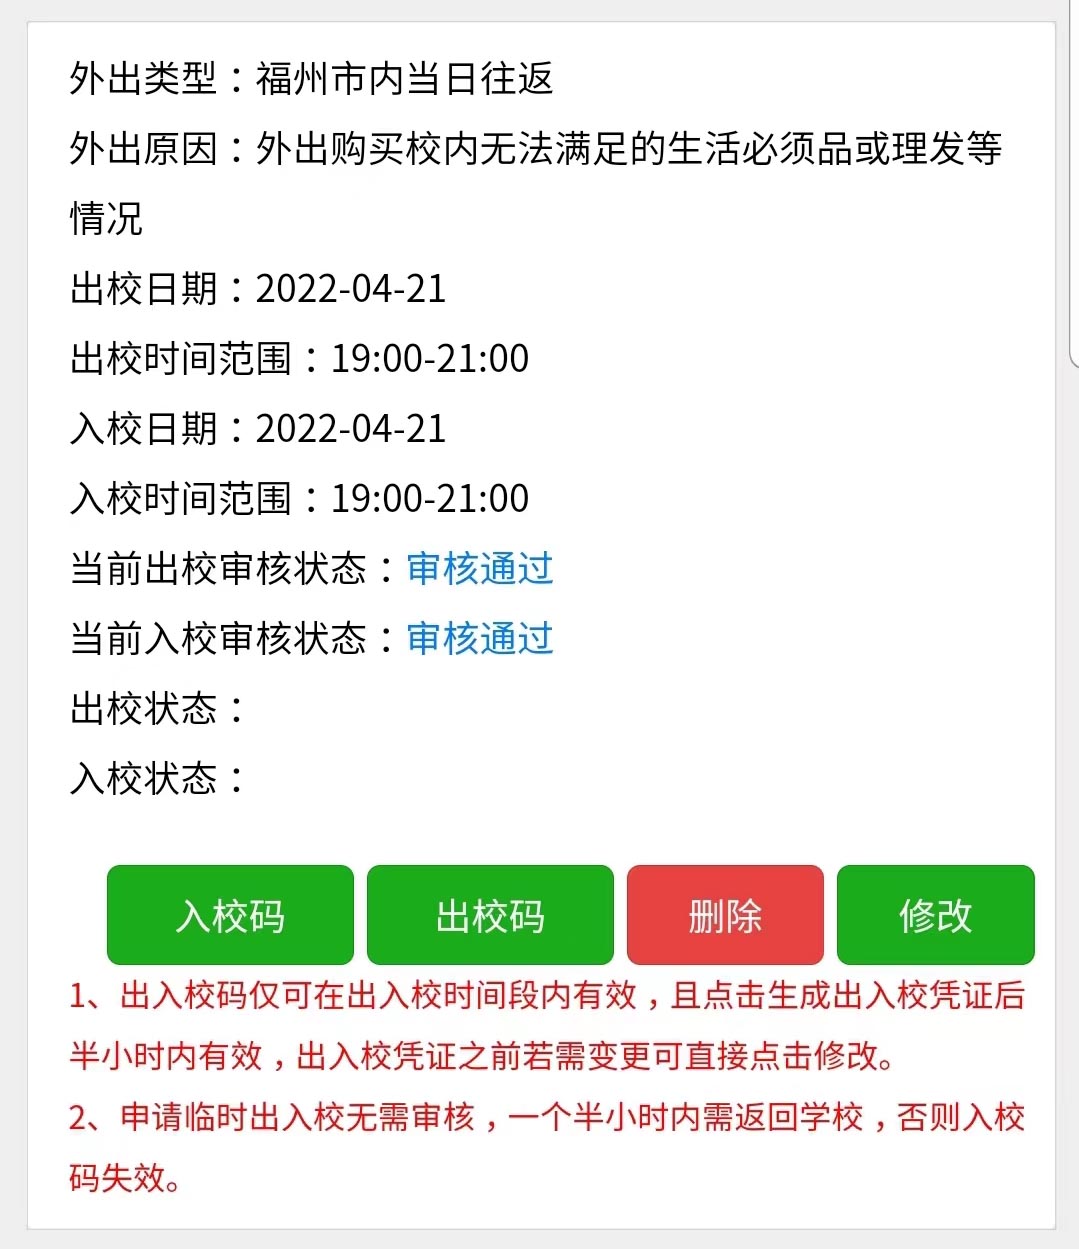 外出类型：福州市内当日往返
外出原因：外出购买校内无法满足的生活必须品或理发等
情况
出校日期：2022-04-21
出校时间范围：19:00-21:00
入校日期：2022-04-21
入校时间范围：19:00-21:00
当前出校审核状态：审核通过
当前入校审核状态：审核通过
出校状态：
入校状态：
入校码 出校码 删除 修改
1、出入校码仅可在出入校时间段内有效，且点击生成出入校凭证后
半小时内有效，出入校凭证之前若需变更可直接点击修改。
2、申请临时出入校无需审核，一个半小时内需返回学校，否则入校
码失效。